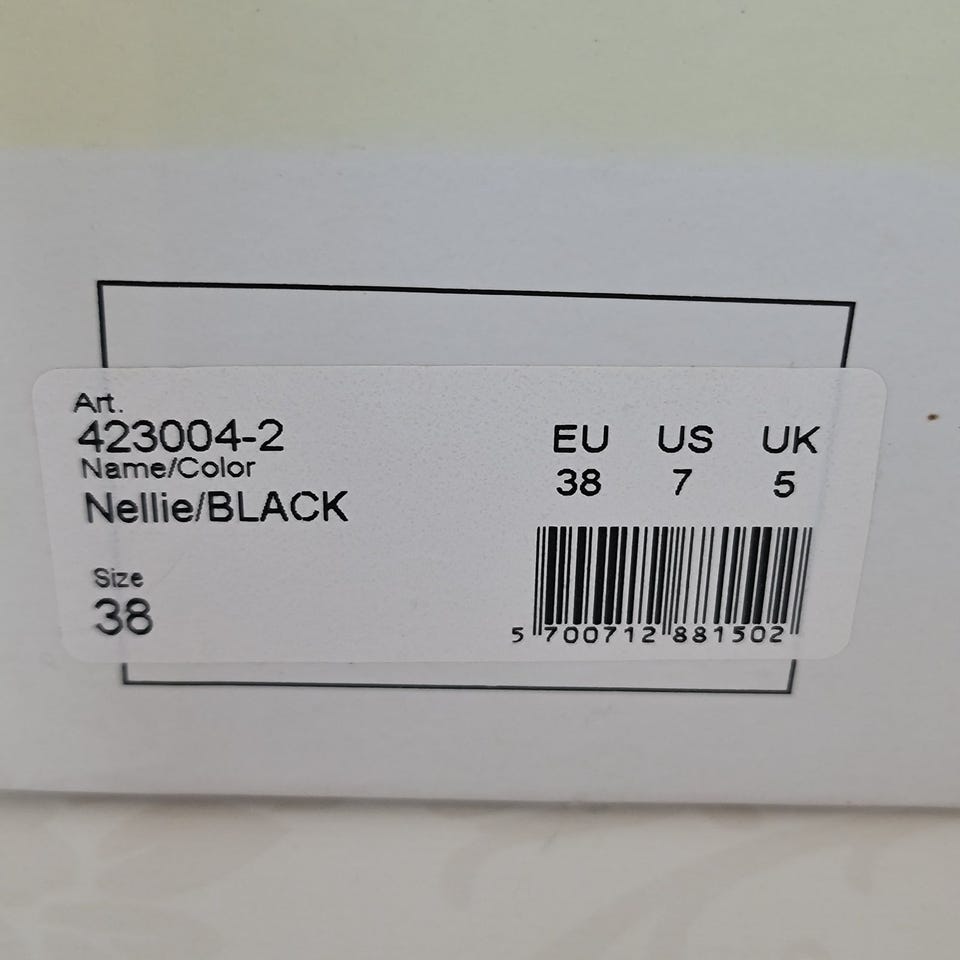 Art.
423004-2
Name/Color
Nellie/BLACK
Size
38
EU US UK
38 7 5
5 700712 881502